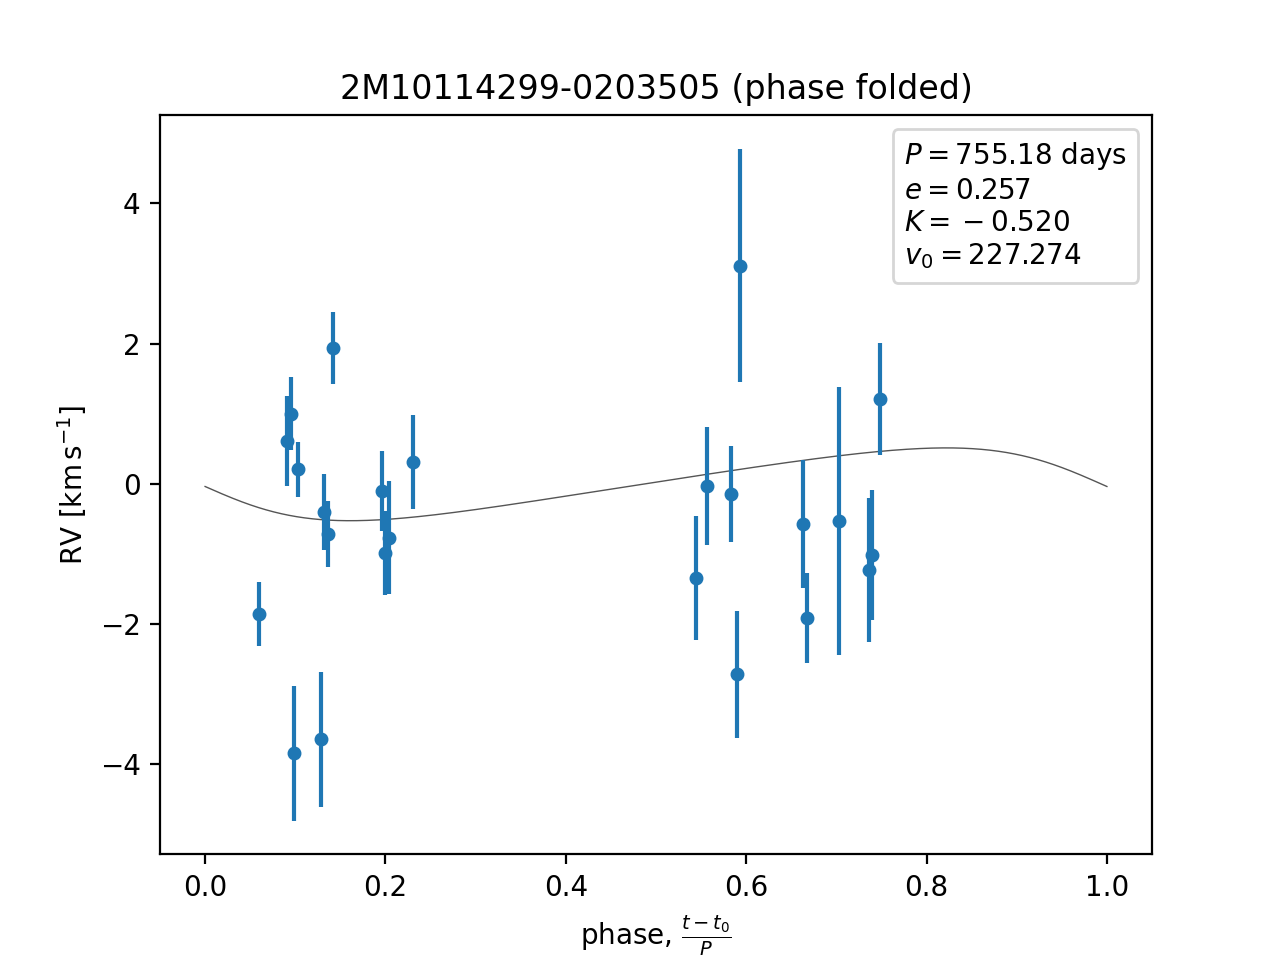 2M10114299-0203505 (phase folded)
P = 755.18 days
e = 0.257
K = −0.520
v₀ = 227.274
4
2
0
−2
−4
RV [km s⁻¹]
0.0 0.2 0.4 0.6 0.8 1.0
phase, (t − t₀)/P